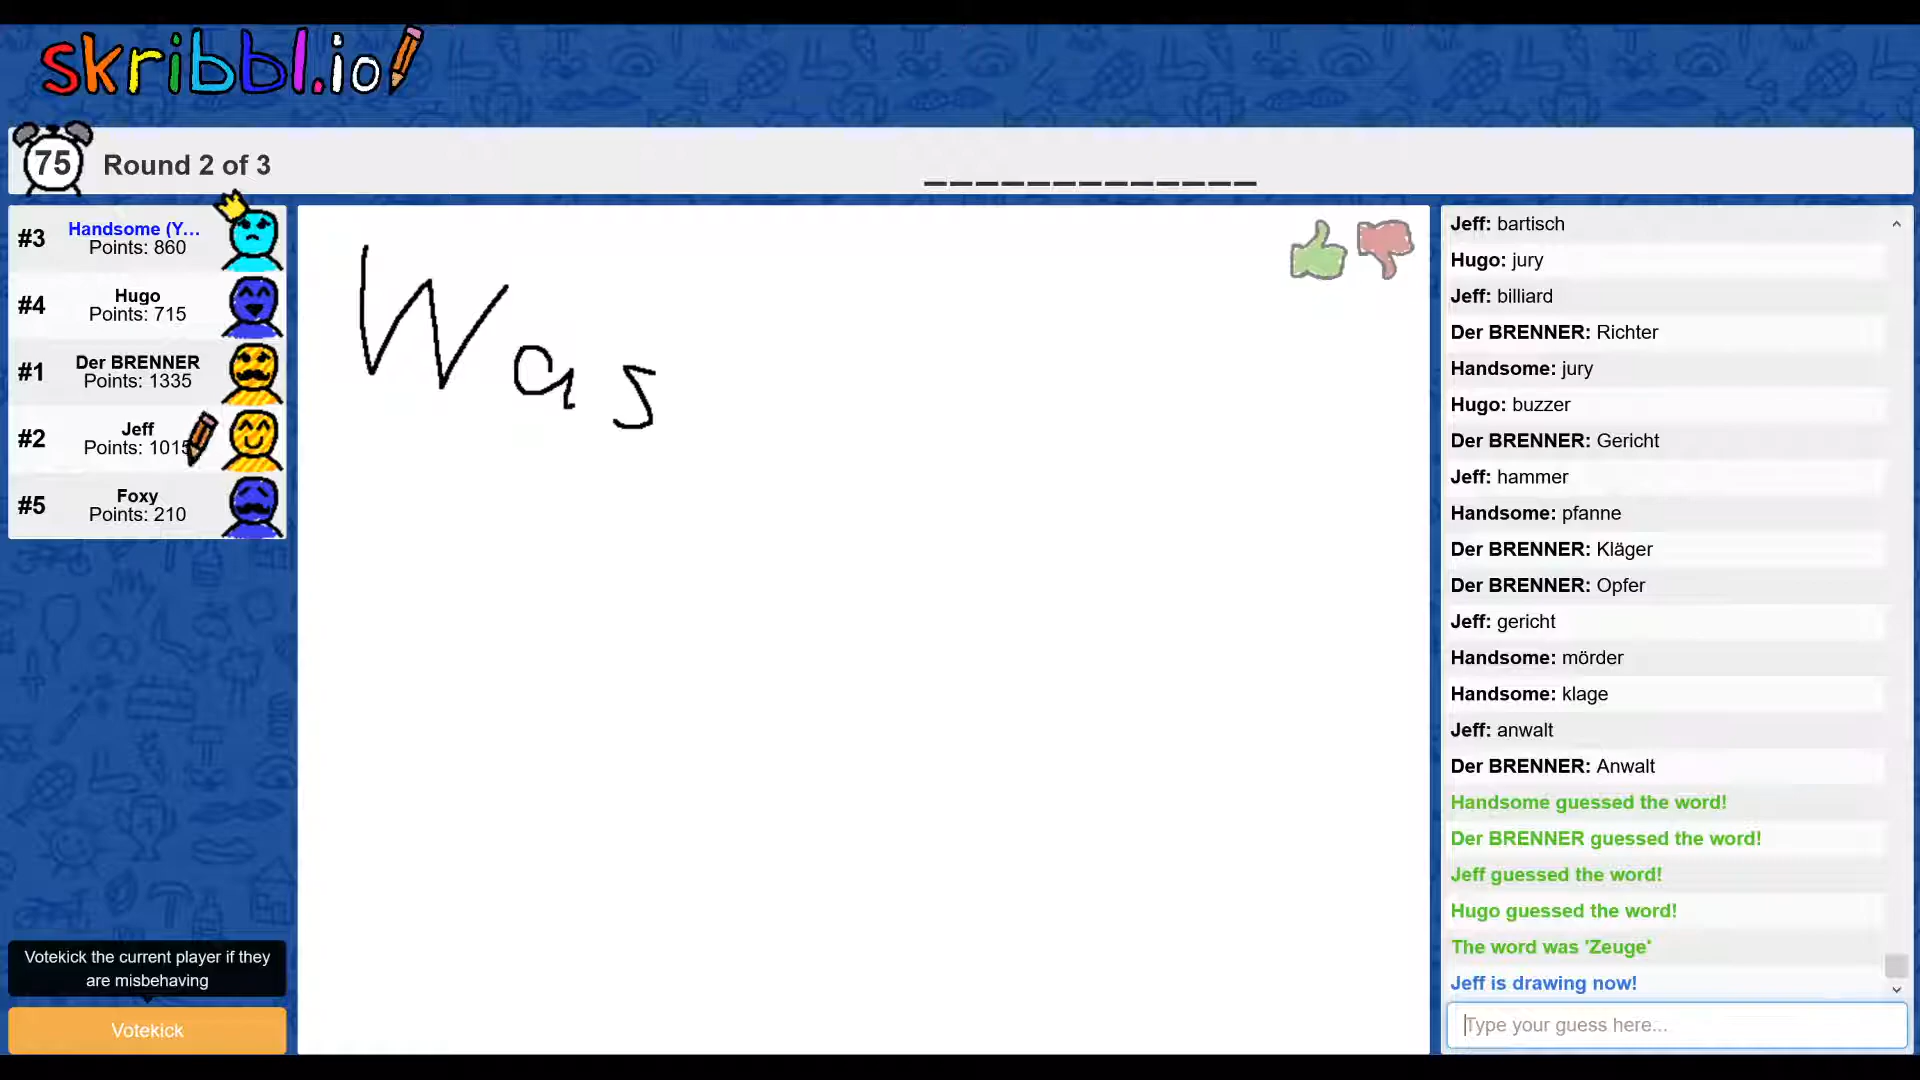 skribbl.io
75 Round 2 of 3
_____________
#3 Handsome (Y... Points: 860
#4 Hugo Points: 715
#1 Der BRENNER Points: 1335
#2 Jeff Points: 1015
#5 Foxy Points: 210
Votekick the current player if they
are misbehaving
Votekick
Was
Jeff: bartisch
Hugo: jury
Jeff: billiard
Der BRENNER: Richter
Handsome: jury
Hugo: buzzer
Der BRENNER: Gericht
Jeff: hammer
Handsome: pfanne
Der BRENNER: Kläger
Der BRENNER: Opfer
Jeff: gericht
Handsome: mörder
Handsome: klage
Jeff: anwalt
Der BRENNER: Anwalt
Handsome guessed the word!
Der BRENNER guessed the word!
Jeff guessed the word!
Hugo guessed the word!
The word was 'Zeuge'
Jeff is drawing now!
Type your guess here...